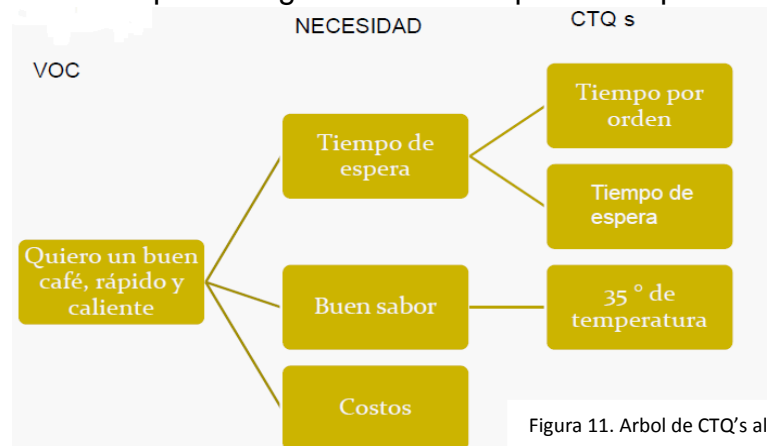 NECESIDAD
CTQ s
VOC
Tiempo por
orden
Tiempo de
espera
Tiempo de
espera
Quiero un buen
café, rápido y
caliente
Buen sabor
35 ° de
temperatura
Costos
Figura 11. Arbol de CTQ’s al